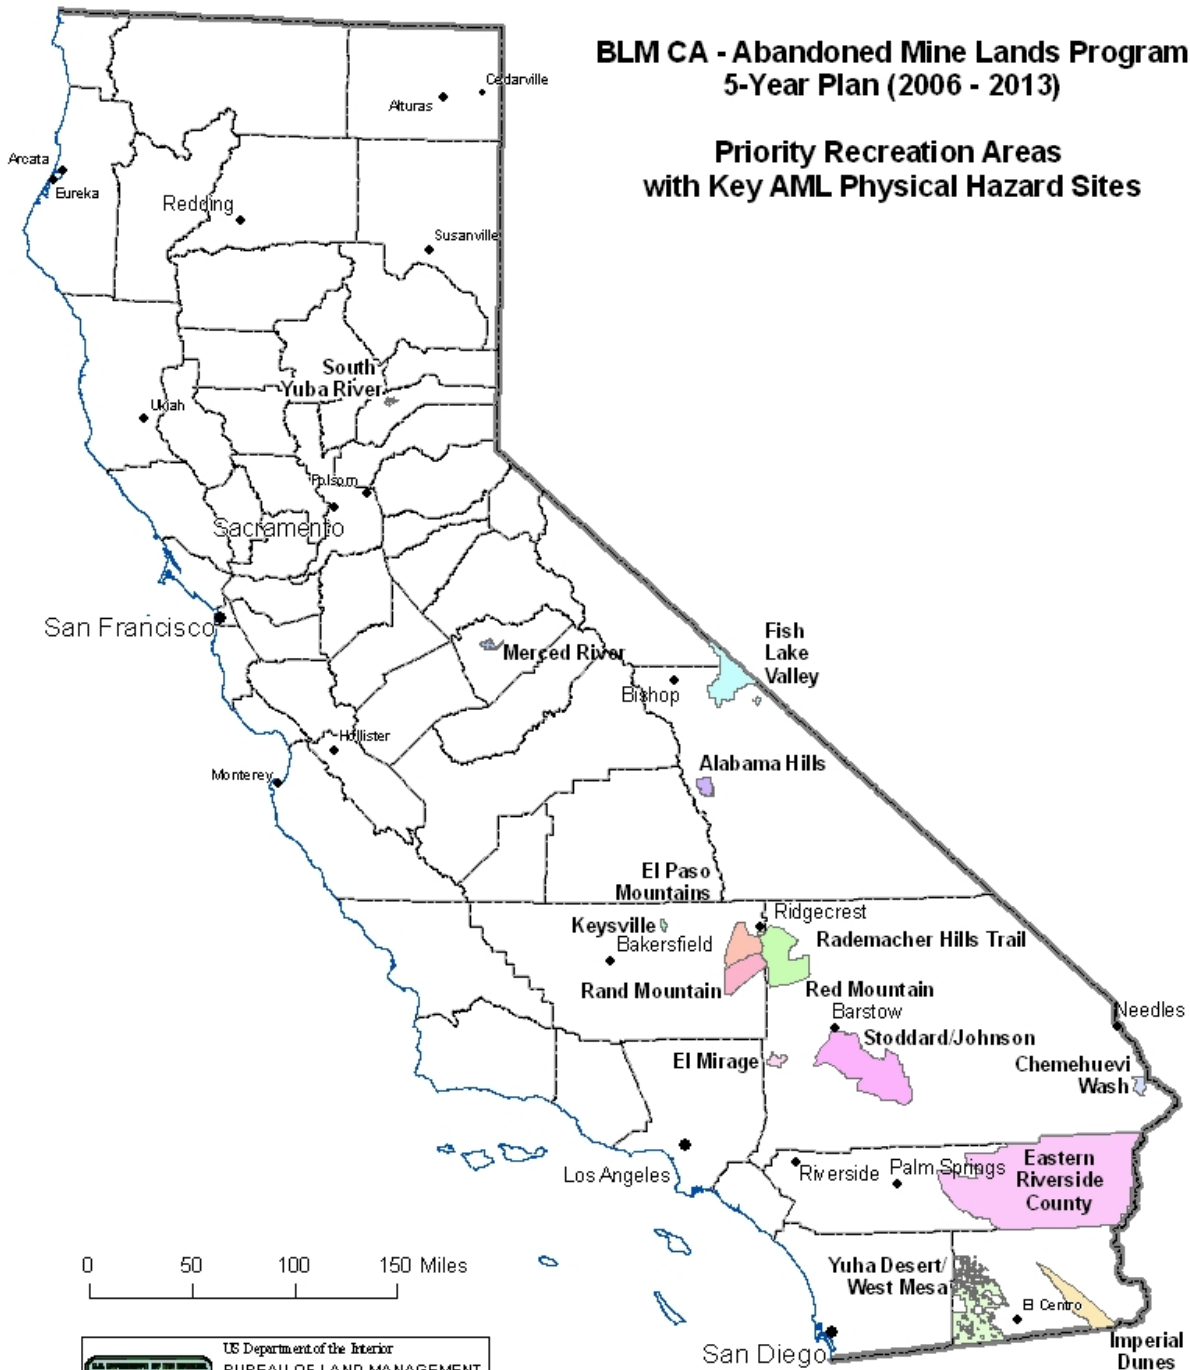 BLM CA - Abandoned Mine Lands Program
5-Year Plan (2006 - 2013)
Priority Recreation Areas
with Key AML Physical Hazard Sites
Cedarville
Alturas
Arcata
Eureka
Redding
Susanville
South
Yuba River
Ukiah
Folsom
Sacramento
San Francisco
Merced River
Fish
Lake
Valley
Bishop
Hollister
Monterey
Alabama Hills
El Paso
Mountains
Ridgecrest
Keysville
Bakersfield
Rademacher Hills Trail
Rand Mountain
Red Mountain
Barstow
Needles
Stoddard/Johnson
El Mirage
Chemehuevi
Wash
Los Angeles
Riverside
Palm Springs
Eastern
Riverside
County
0 50 100 150 Miles
Yuha Desert/
West Mesa
El Centro
Imperial
Dunes
San Diego
US Department of the Interior
BUREAU OF LAND MANAGEMENT